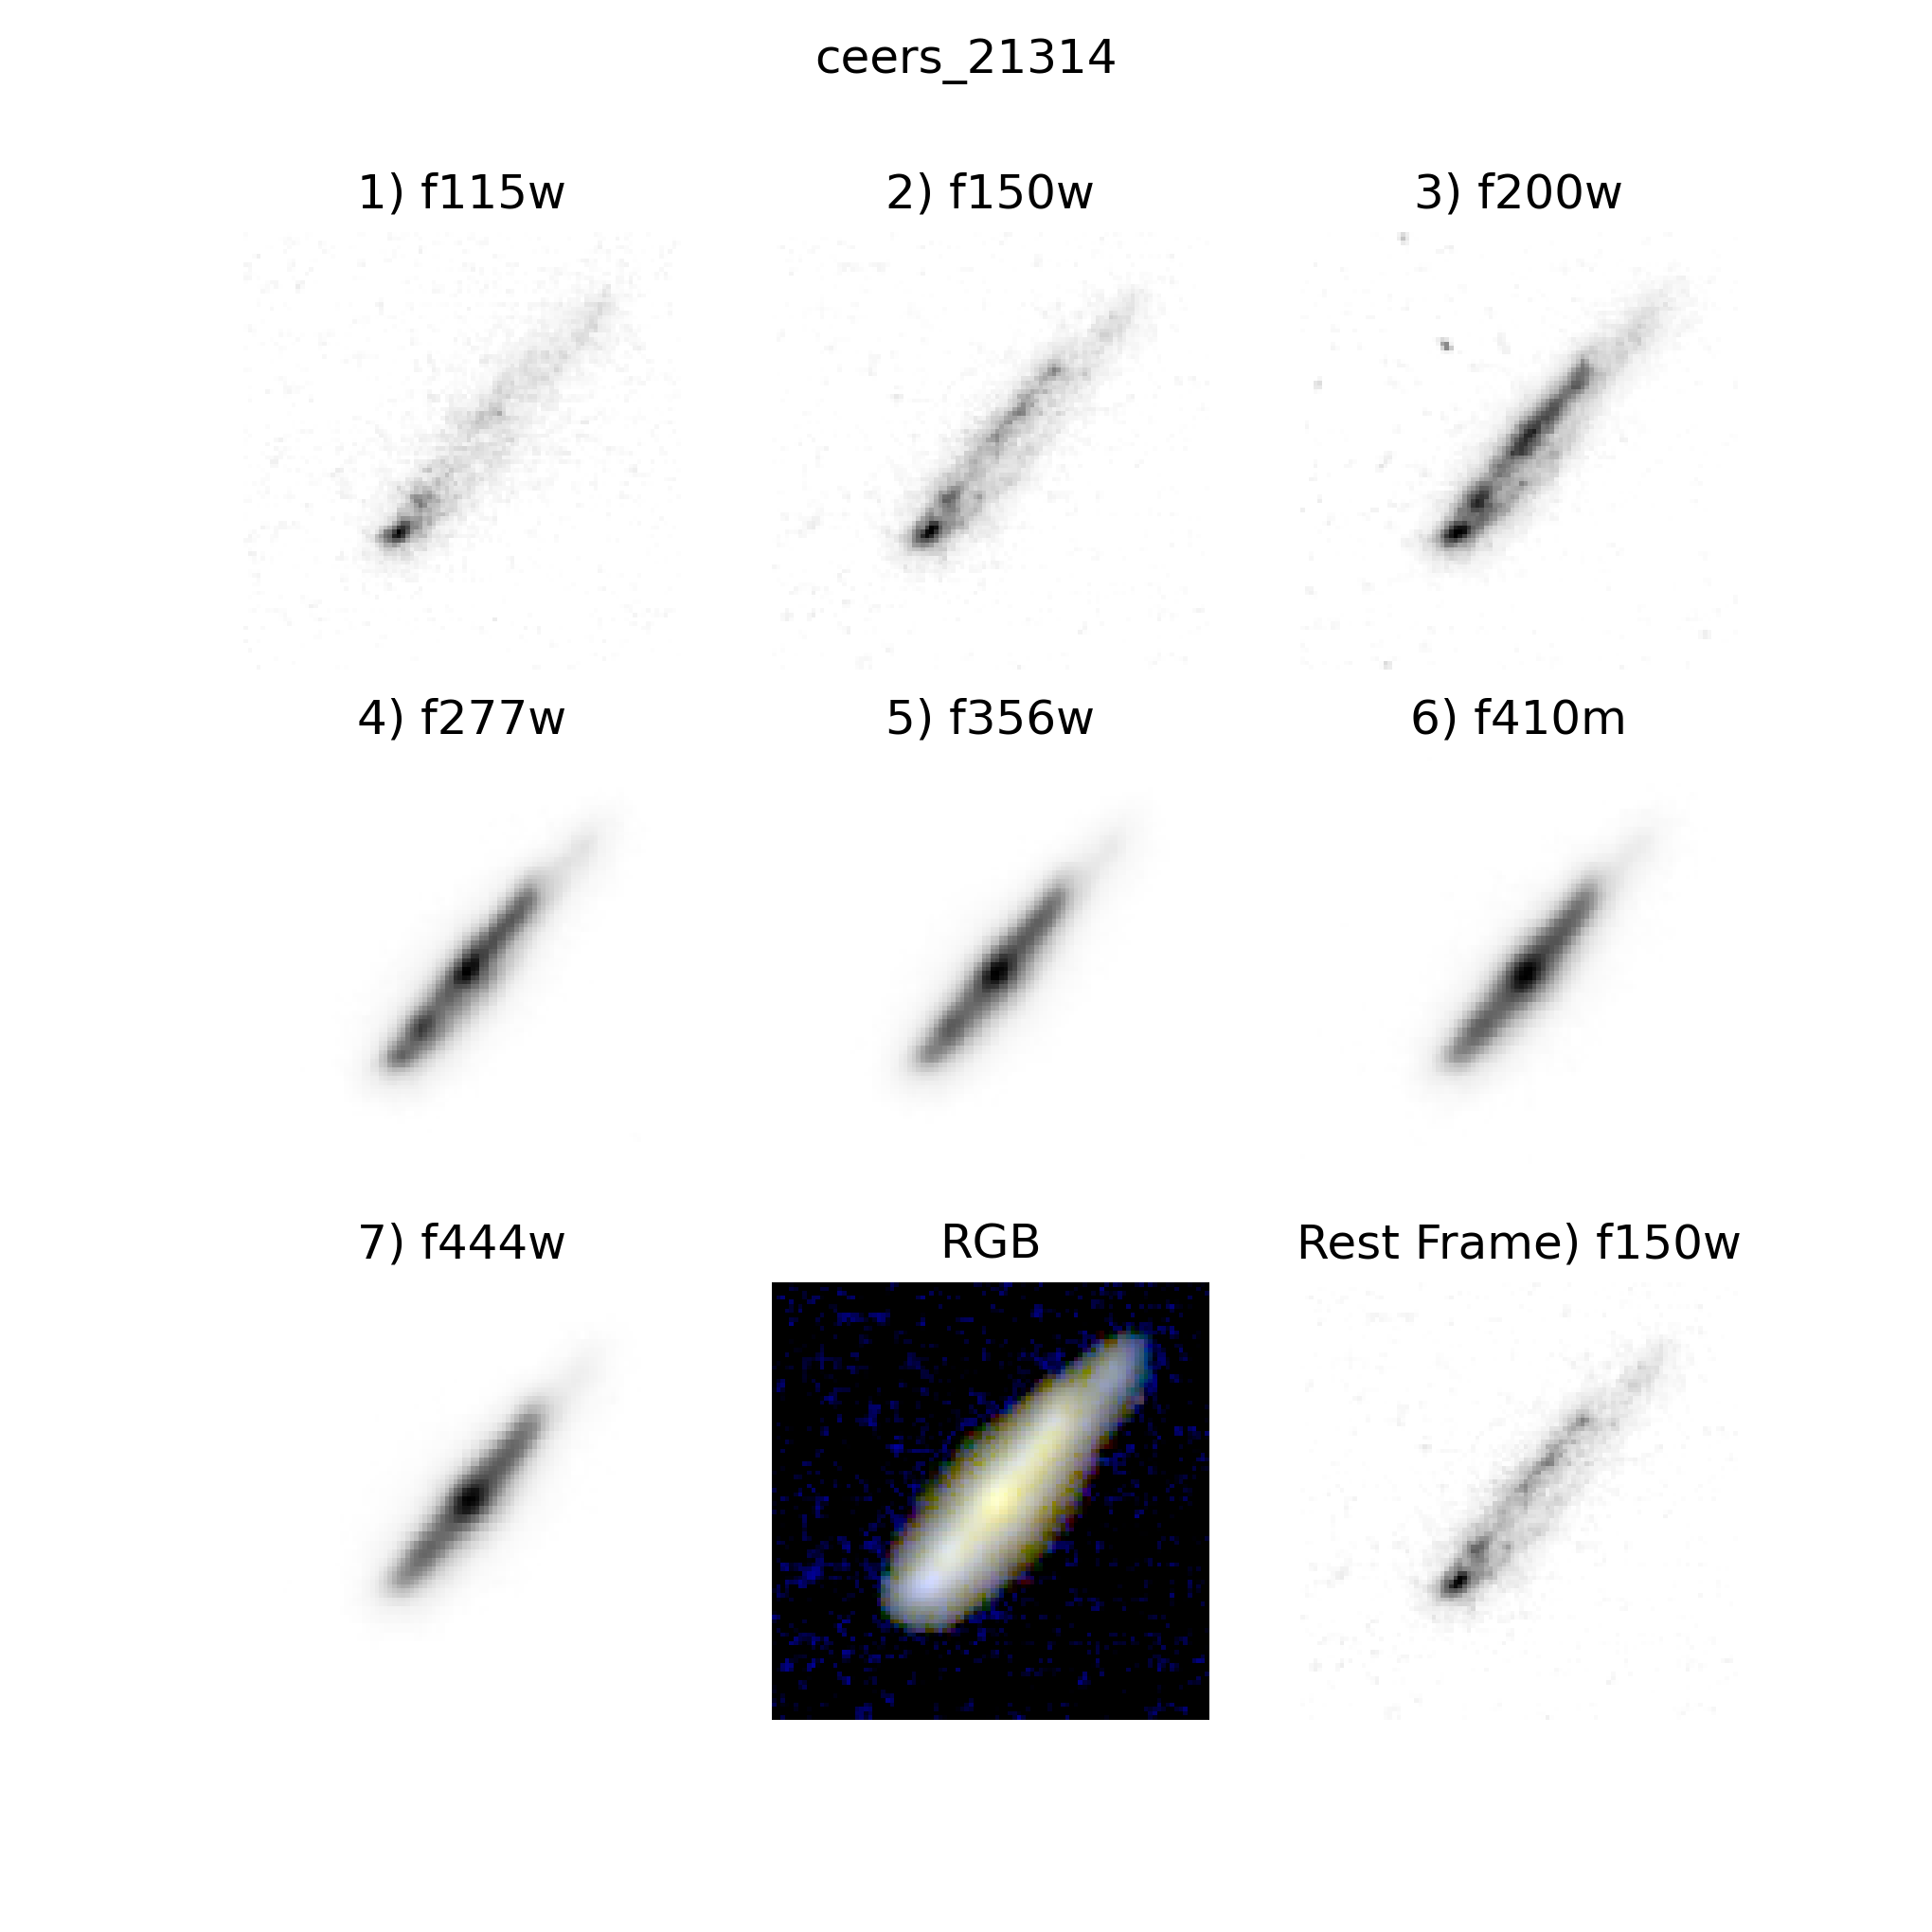 ceers_21314
1) f115w
2) f150w
3) f200w
4) f277w
5) f356w
6) f410m
7) f444w
RGB
Rest Frame) f150w